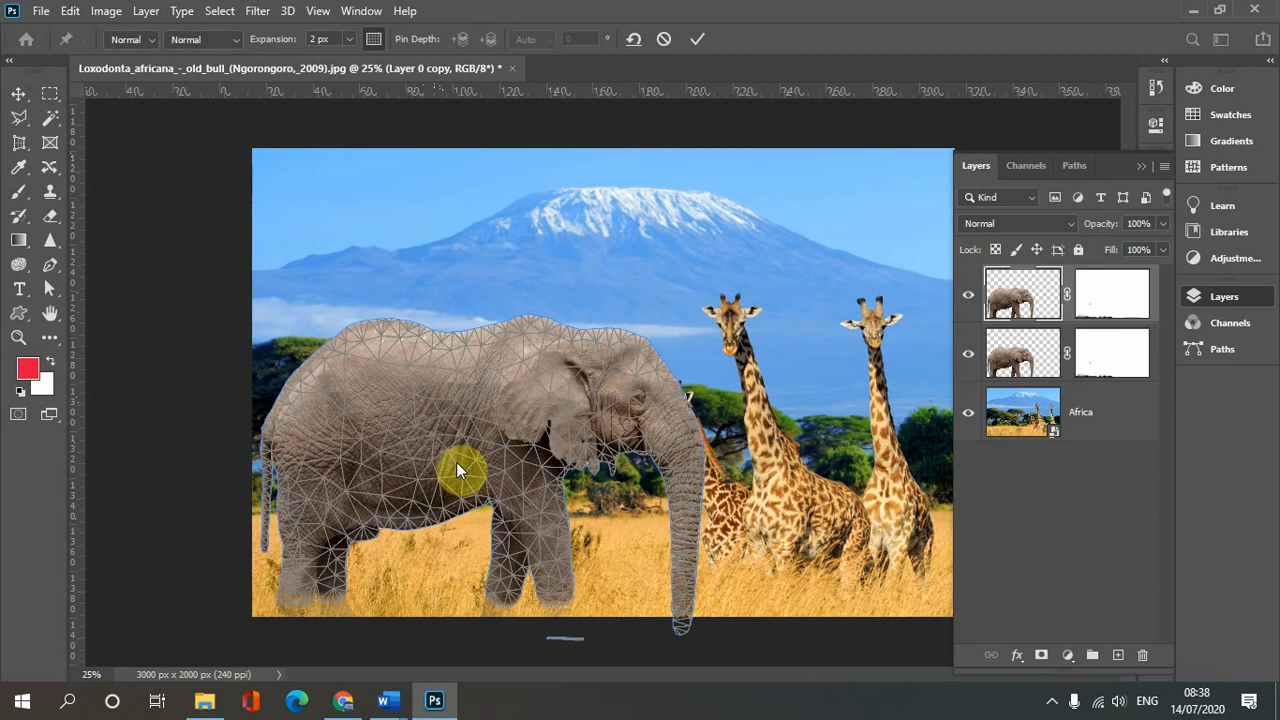 Ps File Edit Image Layer Type Select Filter 3D View Window Help
Normal Normal Expansion: 2 px Pin Depth: Auto 0 °
Loxodonta_africana_-_old_bull_(Ngorongoro,_2009).jpg @ 25% (Layer 0 copy, RGB/8*) *
Layers Channels Paths
Kind
Normal Opacity: 100%
Lock: Fill: 100%
Africa
Color
Swatches
Gradients
Patterns
Learn
Libraries
Adjustme...
Layers
Channels
Paths
fx
25% 3000 px x 2000 px (240 ppi)
Ps ENG 08:38
14/07/2020